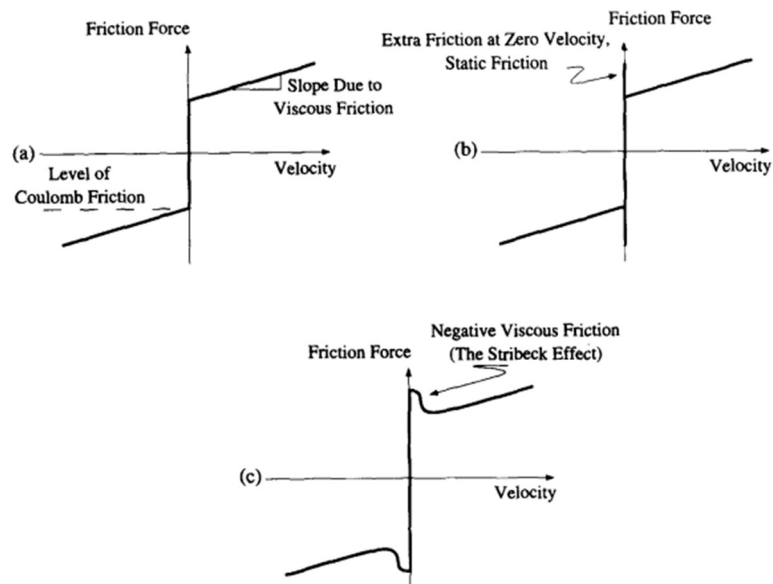 Friction Force
Slope Due to
Viscous Friction
(a)
Velocity
Level of
Coulomb Friction
Friction Force
Extra Friction at Zero Velocity,
Static Friction
(b)
Velocity
Negative Viscous Friction
(The Stribeck Effect)
Friction Force
(c)
Velocity